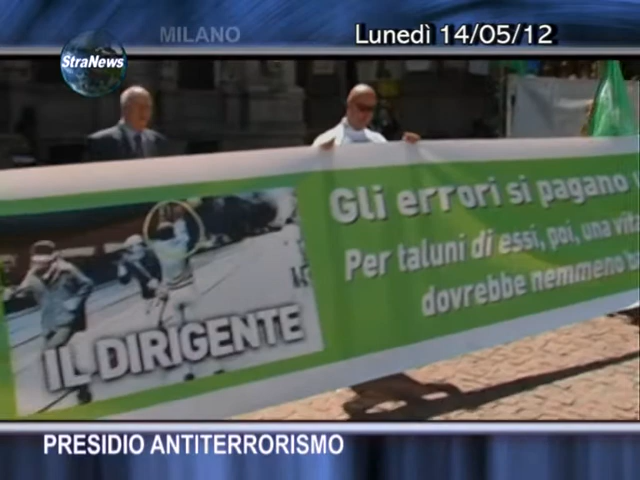 MILANO
Lunedì 14/05/12
StraNews
Gli errori si pagano
Per taluni di essi, poi, una
dovrebbe nemmeno
IL DIRIGENTE
PRESIDIO ANTITERRORISMO